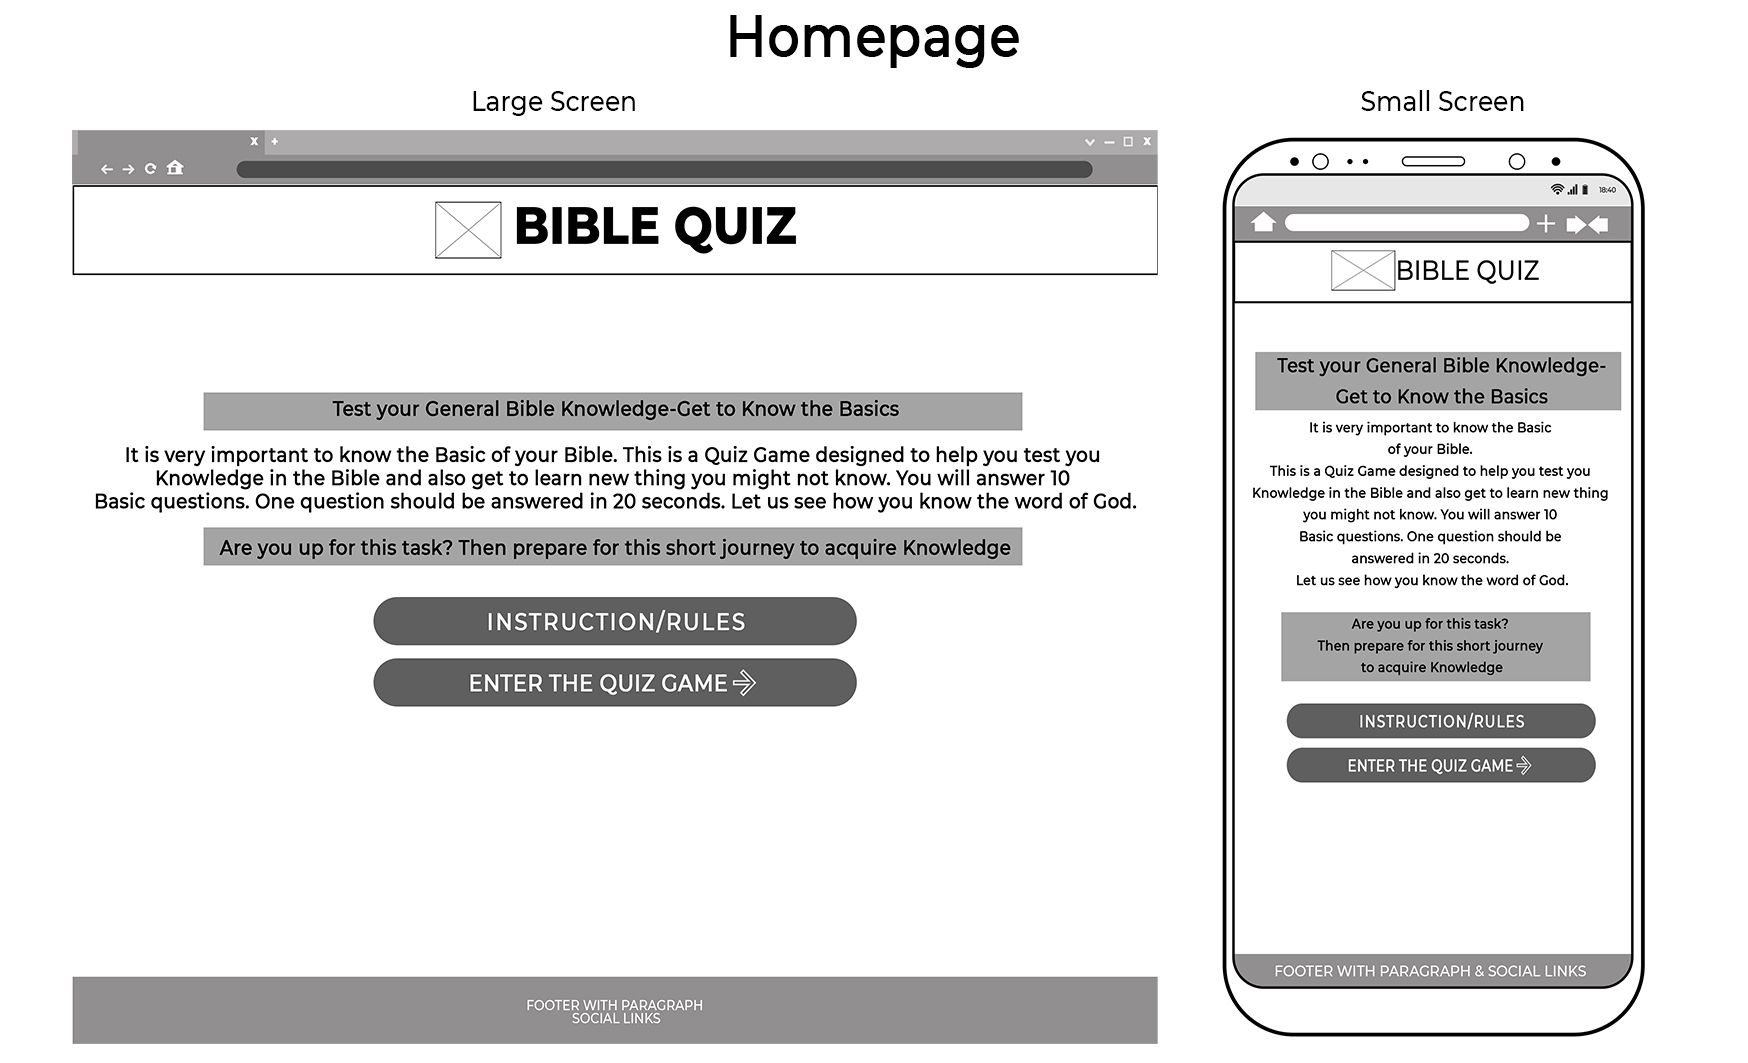 Homepage
Large Screen
x +
x
BIBLE QUIZ
Test your General Bible Knowledge-Get to Know the Basics
It is very important to know the Basic of your Bible. This is a Quiz Game designed to help you test you
Knowledge in the Bible and also get to learn new thing you might not know. You will answer 10
Basic questions. One question should be answered in 20 seconds. Let us see how you know the word of God.
Are you up for this task? Then prepare for this short journey to acquire Knowledge
INSTRUCTION/RULES
ENTER THE QUIZ GAME
FOOTER WITH PARAGRAPH
SOCIAL LINKS
Small Screen
18:40
BIBLE QUIZ
Test your General Bible Knowledge-
Get to Know the Basics
It is very important to know the Basic
of your Bible.
This is a Quiz Game designed to help you test you
Knowledge in the Bible and also get to learn new thing
you might not know. You will answer 10
Basic questions. One question should be
answered in 20 seconds.
Let us see how you know the word of God.
Are you up for this task?
Then prepare for this short journey
to acquire Knowledge
INSTRUCTION/RULES
ENTER THE QUIZ GAME
FOOTER WITH PARAGRAPH & SOCIAL LINKS